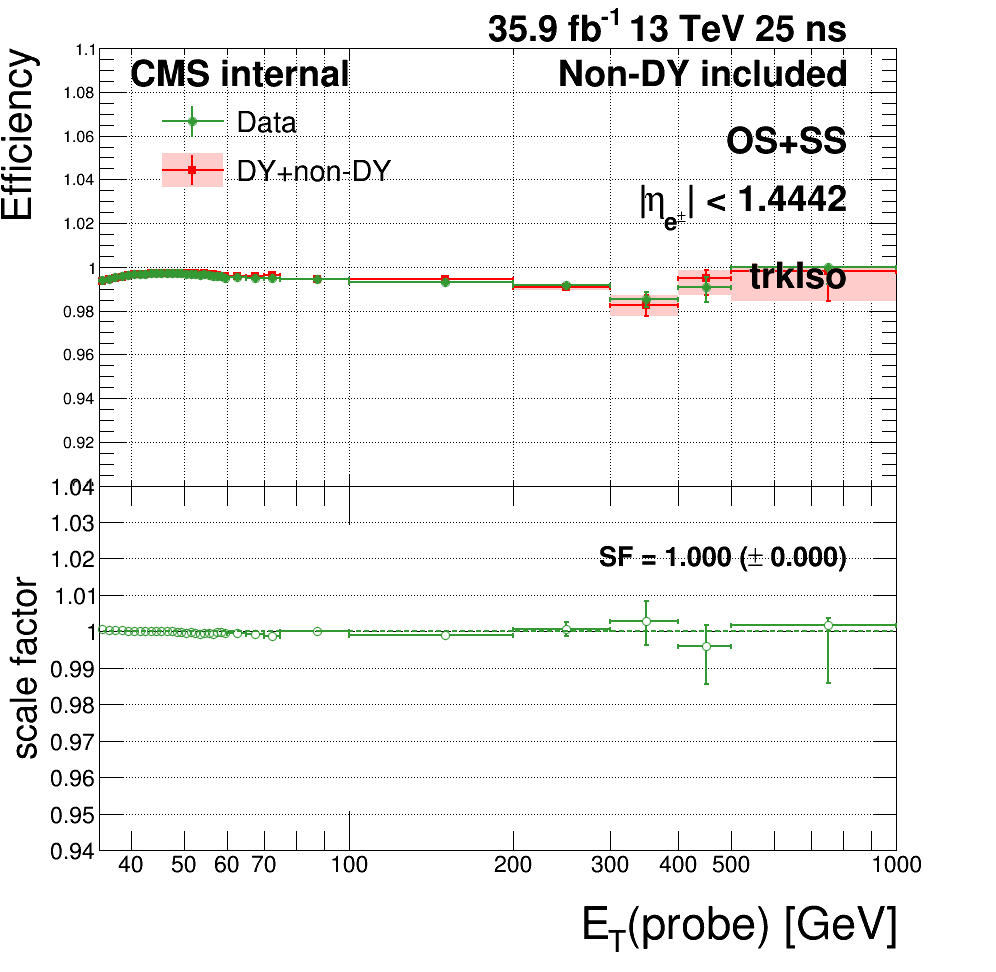 35.9 fb⁻¹ 13 TeV 25 ns
Efficiency
CMS internal
Non-DY included
Data
DY+non-DY
OS+SS
|η_e±| < 1.4442
trkIso
1.1
1.08
1.06
1.04
1.02
1
0.98
0.96
0.94
0.92
1.04
1.03
1.02
1.01
1
0.99
0.98
0.97
0.96
0.95
0.94
scale factor
SF = 1.000 (± 0.000)
40 50 60 70 100 200 300 400 500 1000
E_T(probe) [GeV]